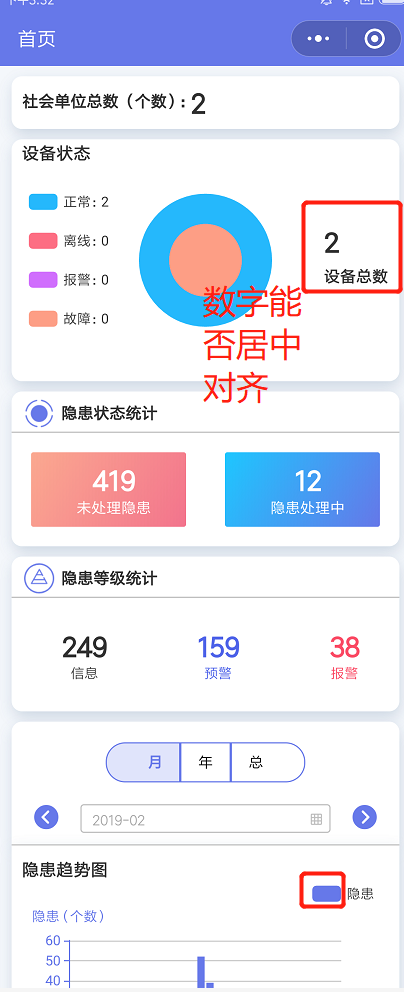 下午5:52
首页
社会单位总数（个数）: 2
设备状态
正常: 2
离线: 0
报警: 0
故障: 0
2
设备总数
数字能
否居中
对齐
隐患状态统计
419
未处理隐患
12
隐患处理中
隐患等级统计
249
信息
159
预警
38
报警
月
年
总
2019-02
隐患趋势图
隐患
隐患（个数）
60
50
40